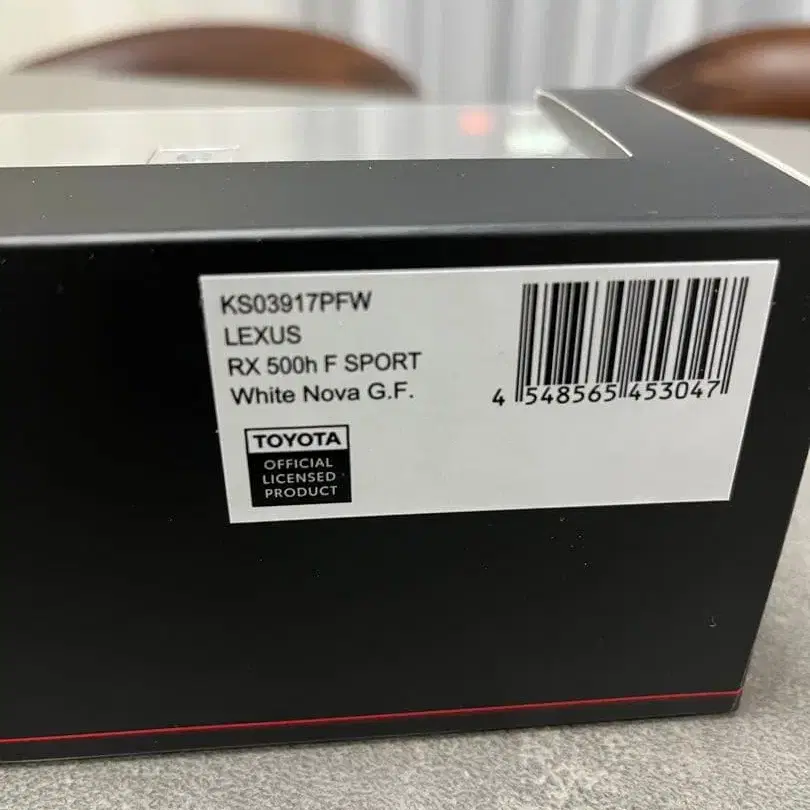 KS03917PFW
LEXUS
RX 500h F SPORT
White Nova G.F.
4 548565 453047
TOYOTA
OFFICIAL
LICENSED
PRODUCT